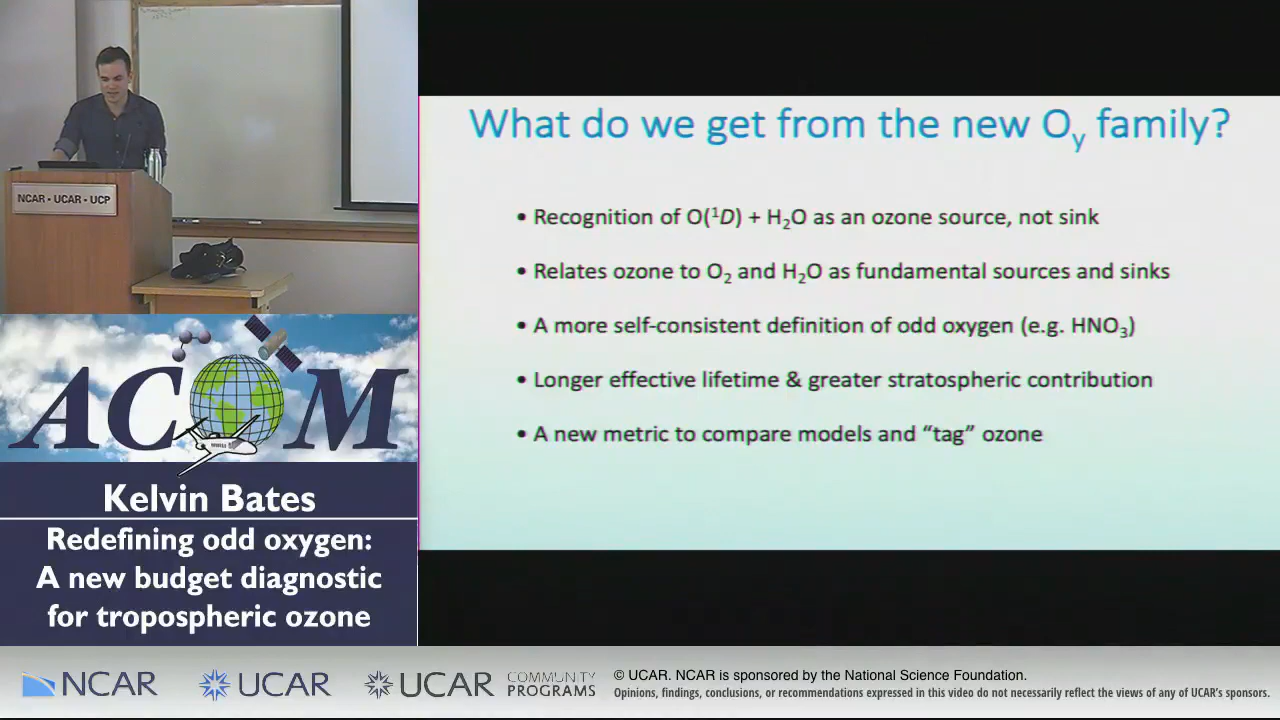 NCAR • UCAR • UCP
What do we get from the new Oy family?
• Recognition of O(¹D) + H₂O as an ozone source, not sink
• Relates ozone to O₂ and H₂O as fundamental sources and sinks
• A more self-consistent definition of odd oxygen (e.g. HNO₃)
• Longer effective lifetime & greater stratospheric contribution
• A new metric to compare models and “tag” ozone
ACOM
Kelvin Bates
Redefining odd oxygen:
A new budget diagnostic
for tropospheric ozone
NCAR
UCAR
UCAR
COMMUNITY
PROGRAMS
© UCAR. NCAR is sponsored by the National Science Foundation.
Opinions, findings, conclusions, or recommendations expressed in this video do not necessarily reflect the views of any of UCAR's sponsors.